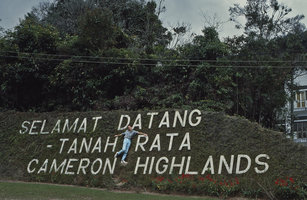 SELAMAT DATANG
- TANAH RATA
CAMERON HIGHLANDS